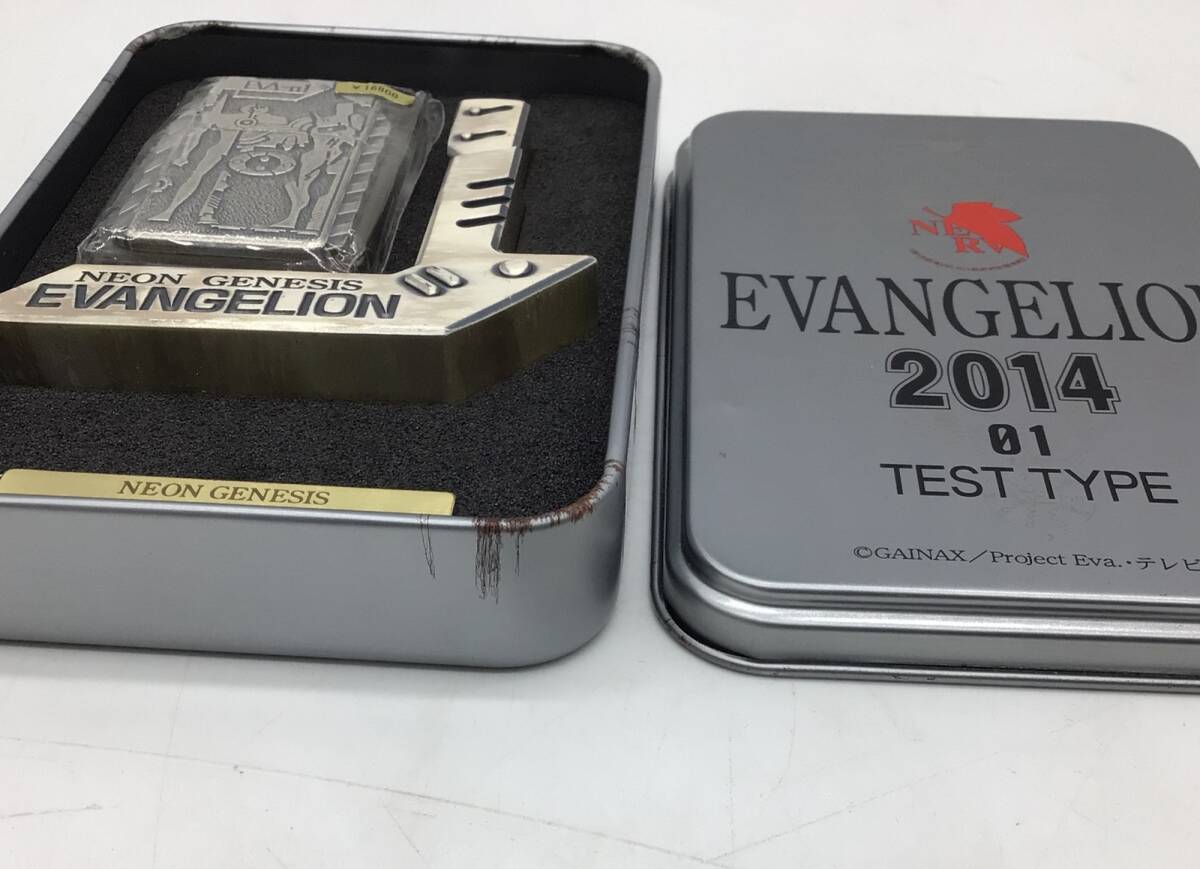 ¥16800
NEON GENESIS
EVANGELION
NEON GENESIS
NERV
EVANGELIO
2014
01
TEST TYPE
©GAINAX／Project Eva.・テレビ